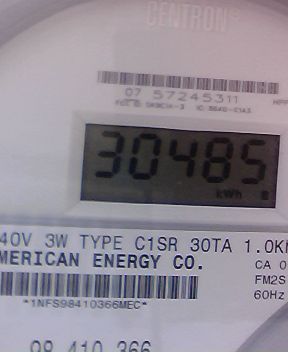 CENTRON®
07 57245311
30485
kWh
40V 3W TYPE C1SR 30TA 1.0K
MERICAN ENERGY CO. CA 0
FM2S
*1NFS98410366MEC* 60Hz
98 410 366